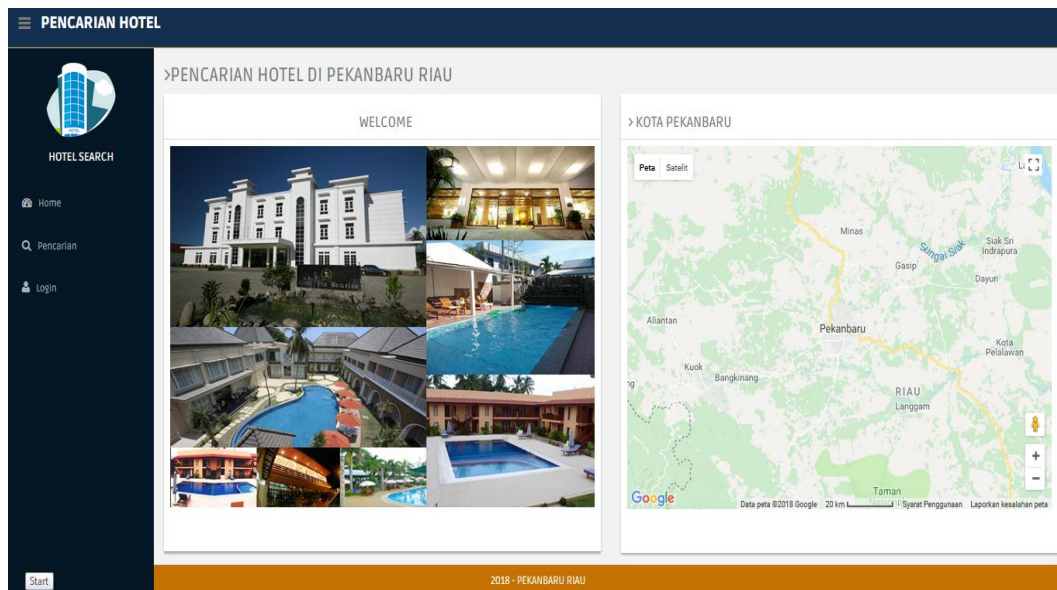 PENCARIAN HOTEL
HOTEL
HOTEL SEARCH
Home
Pencarian
Login
Start
>PENCARIAN HOTEL DI PEKANBARU RIAU
WELCOME
> KOTA PEKANBARU
Peta Satelit
Minas
Sungai Siak
Siak Sri
Indrapura
Gasip
Dayun
Aliantan
Pekanbaru
Kota
Pelalawan
Kuok
Bangkinang
RIAU
Langgam
Taman
Google
Data peta ©2018 Google 20 km Syarat Penggunaan Laporkan kesalahan peta
2018 - PEKANBARU RIAU